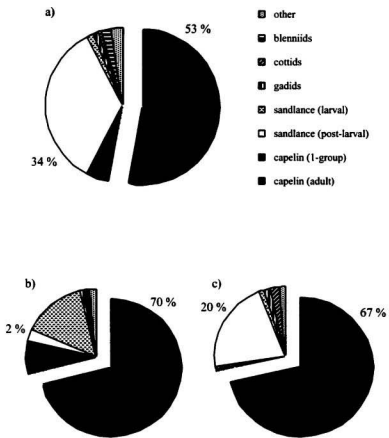 a)
53 %
34 %
other
blenniids
cottids
gadids
sandlance (larval)
sandlance (post-larval)
capelin (1-group)
capelin (adult)
b)
70 %
2 %
c)
67 %
20 %